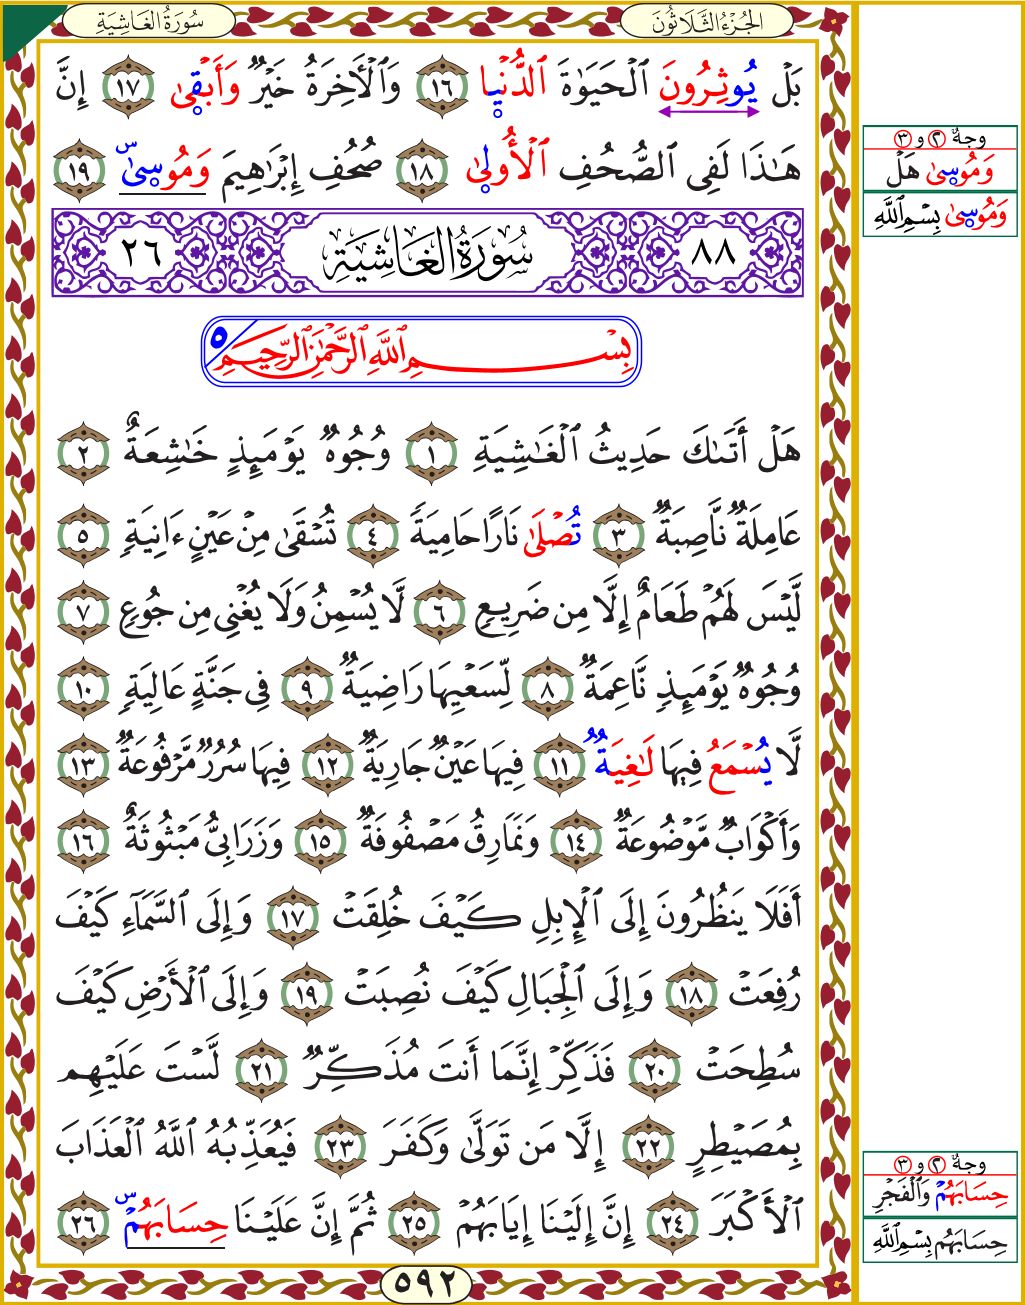 الجُزْءُ الثَّلَاثُونَ
سُورَةُ الغَاشِيَةِ
بَلْ يُوثِرُونَ ٱلْحَيَوٰةَ ٱلدُّنْيٜا ١٦ وَٱلْأَخِرَةُ خَيْرٌ وَأَبْقٜىٰ ١٧ إِنَّ
هَـٰذَا لَفِى ٱلصُّحُفِ ٱلْأُولٜىٰ ١٨ صُحُفِ إِبْرَٰهِيمَ وَمُوسٜىٰ س ١٩
٨٨ سُورَةُ الغَاشِيَةِ ٢٦
بِسْمِ ٱللَّهِ ٱلرَّحْمَٰنِ ٱلرَّحِيمِ ٥
هَلْ أَتَىٰكَ حَدِيثُ ٱلْغَـٰشِيَةِ ١ وُجُوهٌ يَوْمَئِذٍ خَـٰشِعَةٌ ٢
عَامِلَةٌ نَّاصِبَةٌ ٣ تُصْلَىٰ نَارًا حَامِيَةً ٤ تُسْقَىٰ مِنْ عَيْنٍ ءَانِيَةٍ ٥
لَّيْسَ لَهُمْ طَعَامٌ إِلَّا مِن ضَرِيعٍ ٦ لَّا يُسْمِنُ وَلَا يُغْنِى مِن جُوعٍ ٧
وُجُوهٌ يَوْمَئِذٍ نَّاعِمَةٌ ٨ لِّسَعْيِهَا رَاضِيَةٌ ٩ فِى جَنَّةٍ عَالِيَةٍ ١٠
لَّا يُسْمَعُ فِيهَا لَـٰغِيَةٌ ١١ فِيهَا عَيْنٌ جَارِيَةٌ ١٢ فِيهَا سُرُرٌ مَّرْفُوعَةٌ ١٣
وَأَكْوَابٌ مَّوْضُوعَةٌ ١٤ وَنَمَارِقُ مَصْفُوفَةٌ ١٥ وَزَرَابِىُّ مَبْثُوثَةٌ ١٦
أَفَلَا يَنظُرُونَ إِلَى ٱلْإِبِلِ كَيْفَ خُلِقَتْ ١٧ وَإِلَى ٱلسَّمَآءِ كَيْفَ
رُفِعَتْ ١٨ وَإِلَى ٱلْجِبَالِ كَيْفَ نُصِبَتْ ١٩ وَإِلَى ٱلْأَرْضِ كَيْفَ
سُطِحَتْ ٢٠ فَذَكِّرْ إِنَّمَا أَنتَ مُذَكِّرٌ ٢١ لَّسْتَ عَلَيْهِم
بِمُصَيْطِرٍ ٢٢ إِلَّا مَن تَوَلَّىٰ وَكَفَرَ ٢٣ فَيُعَذِّبُهُ ٱللَّهُ ٱلْعَذَابَ
ٱلْأَكْبَرَ ٢٤ إِنَّ إِلَيْنَا إِيَابَهُمْ ٢٥ ثُمَّ إِنَّ عَلَيْنَا حِسَابَهُمْ س ٢٦
٥٩٢
وجهٌ ٢ و ٣
وَمُوسٜىٰ هَلْ
وَمُوسٜىٰ بِسْمِ ٱللَّهِ
وجهٌ ٢ و ٣
حِسَابَهُمْ وَٱلْفَجْرِ
حِسَابَهُم بِسْمِ ٱللَّهِ